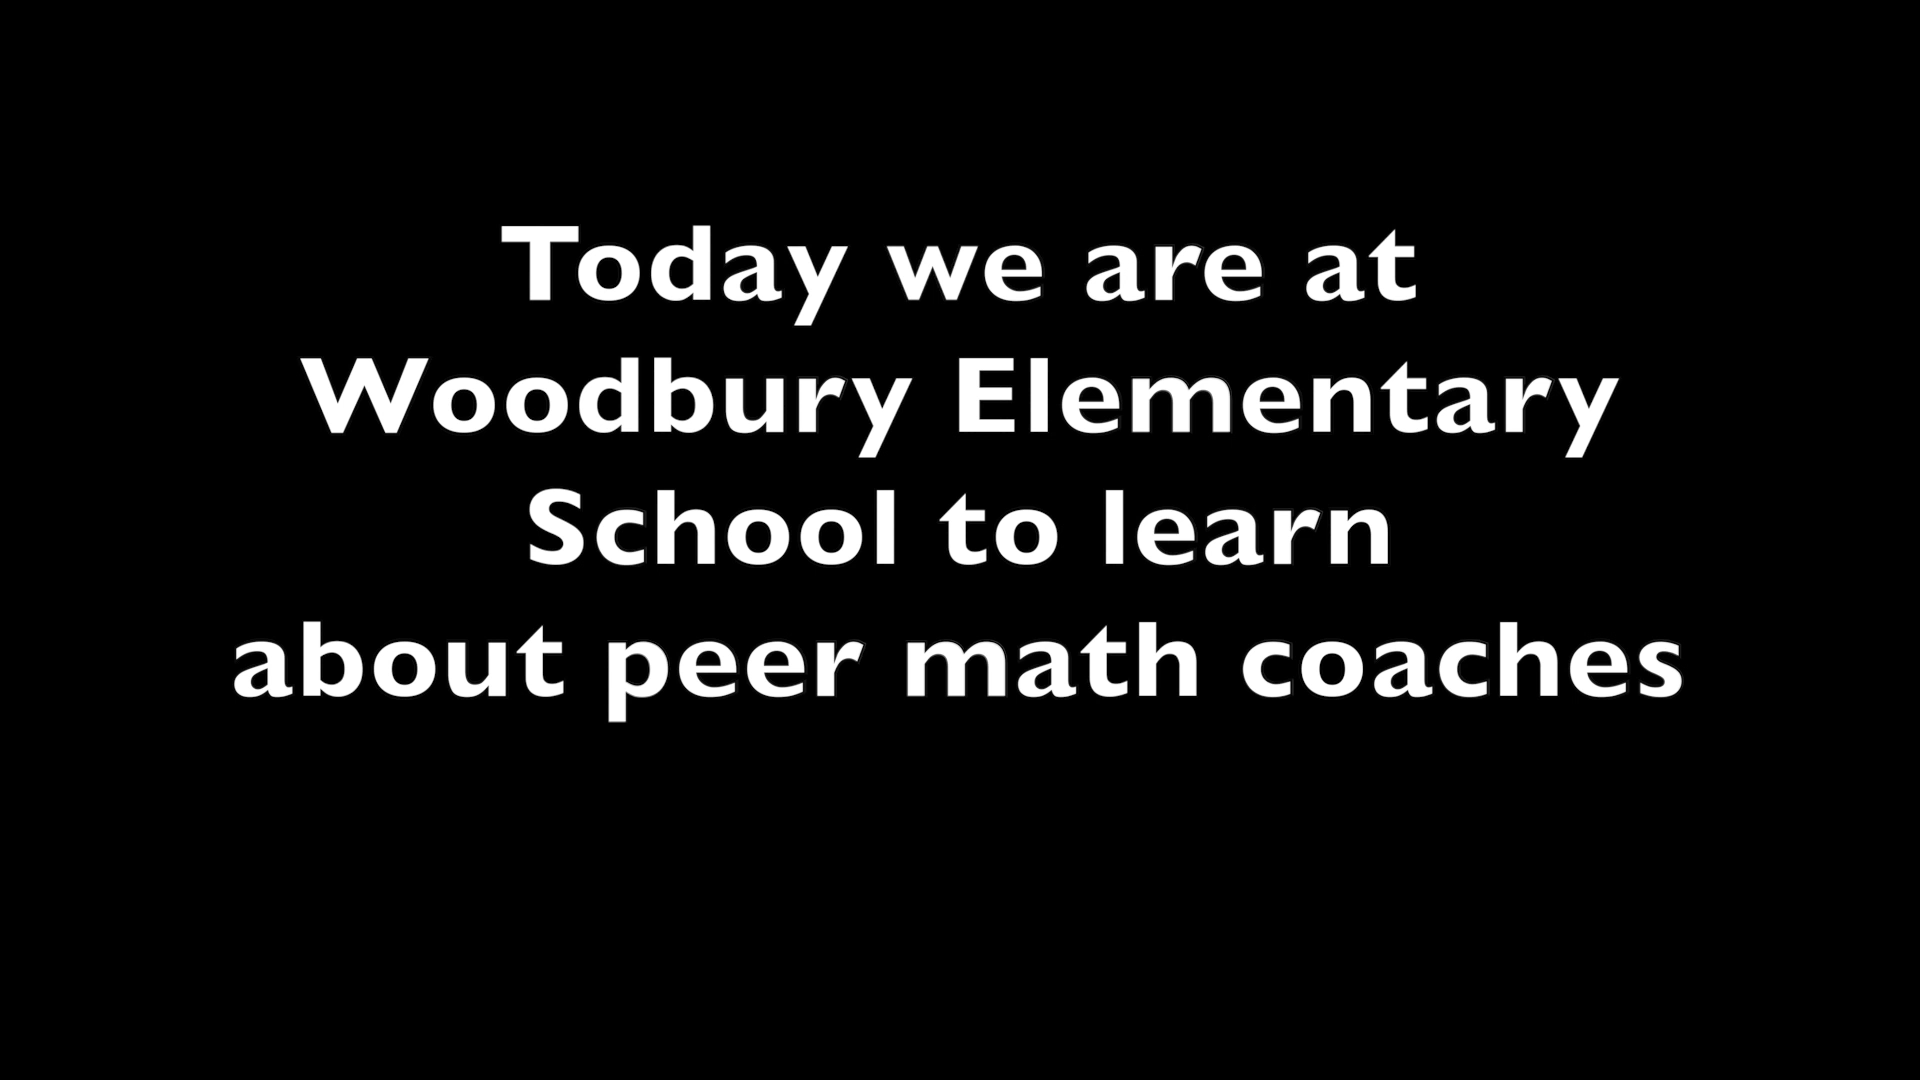 Today we are at
Woodbury Elementary
School to learn
about peer math coaches